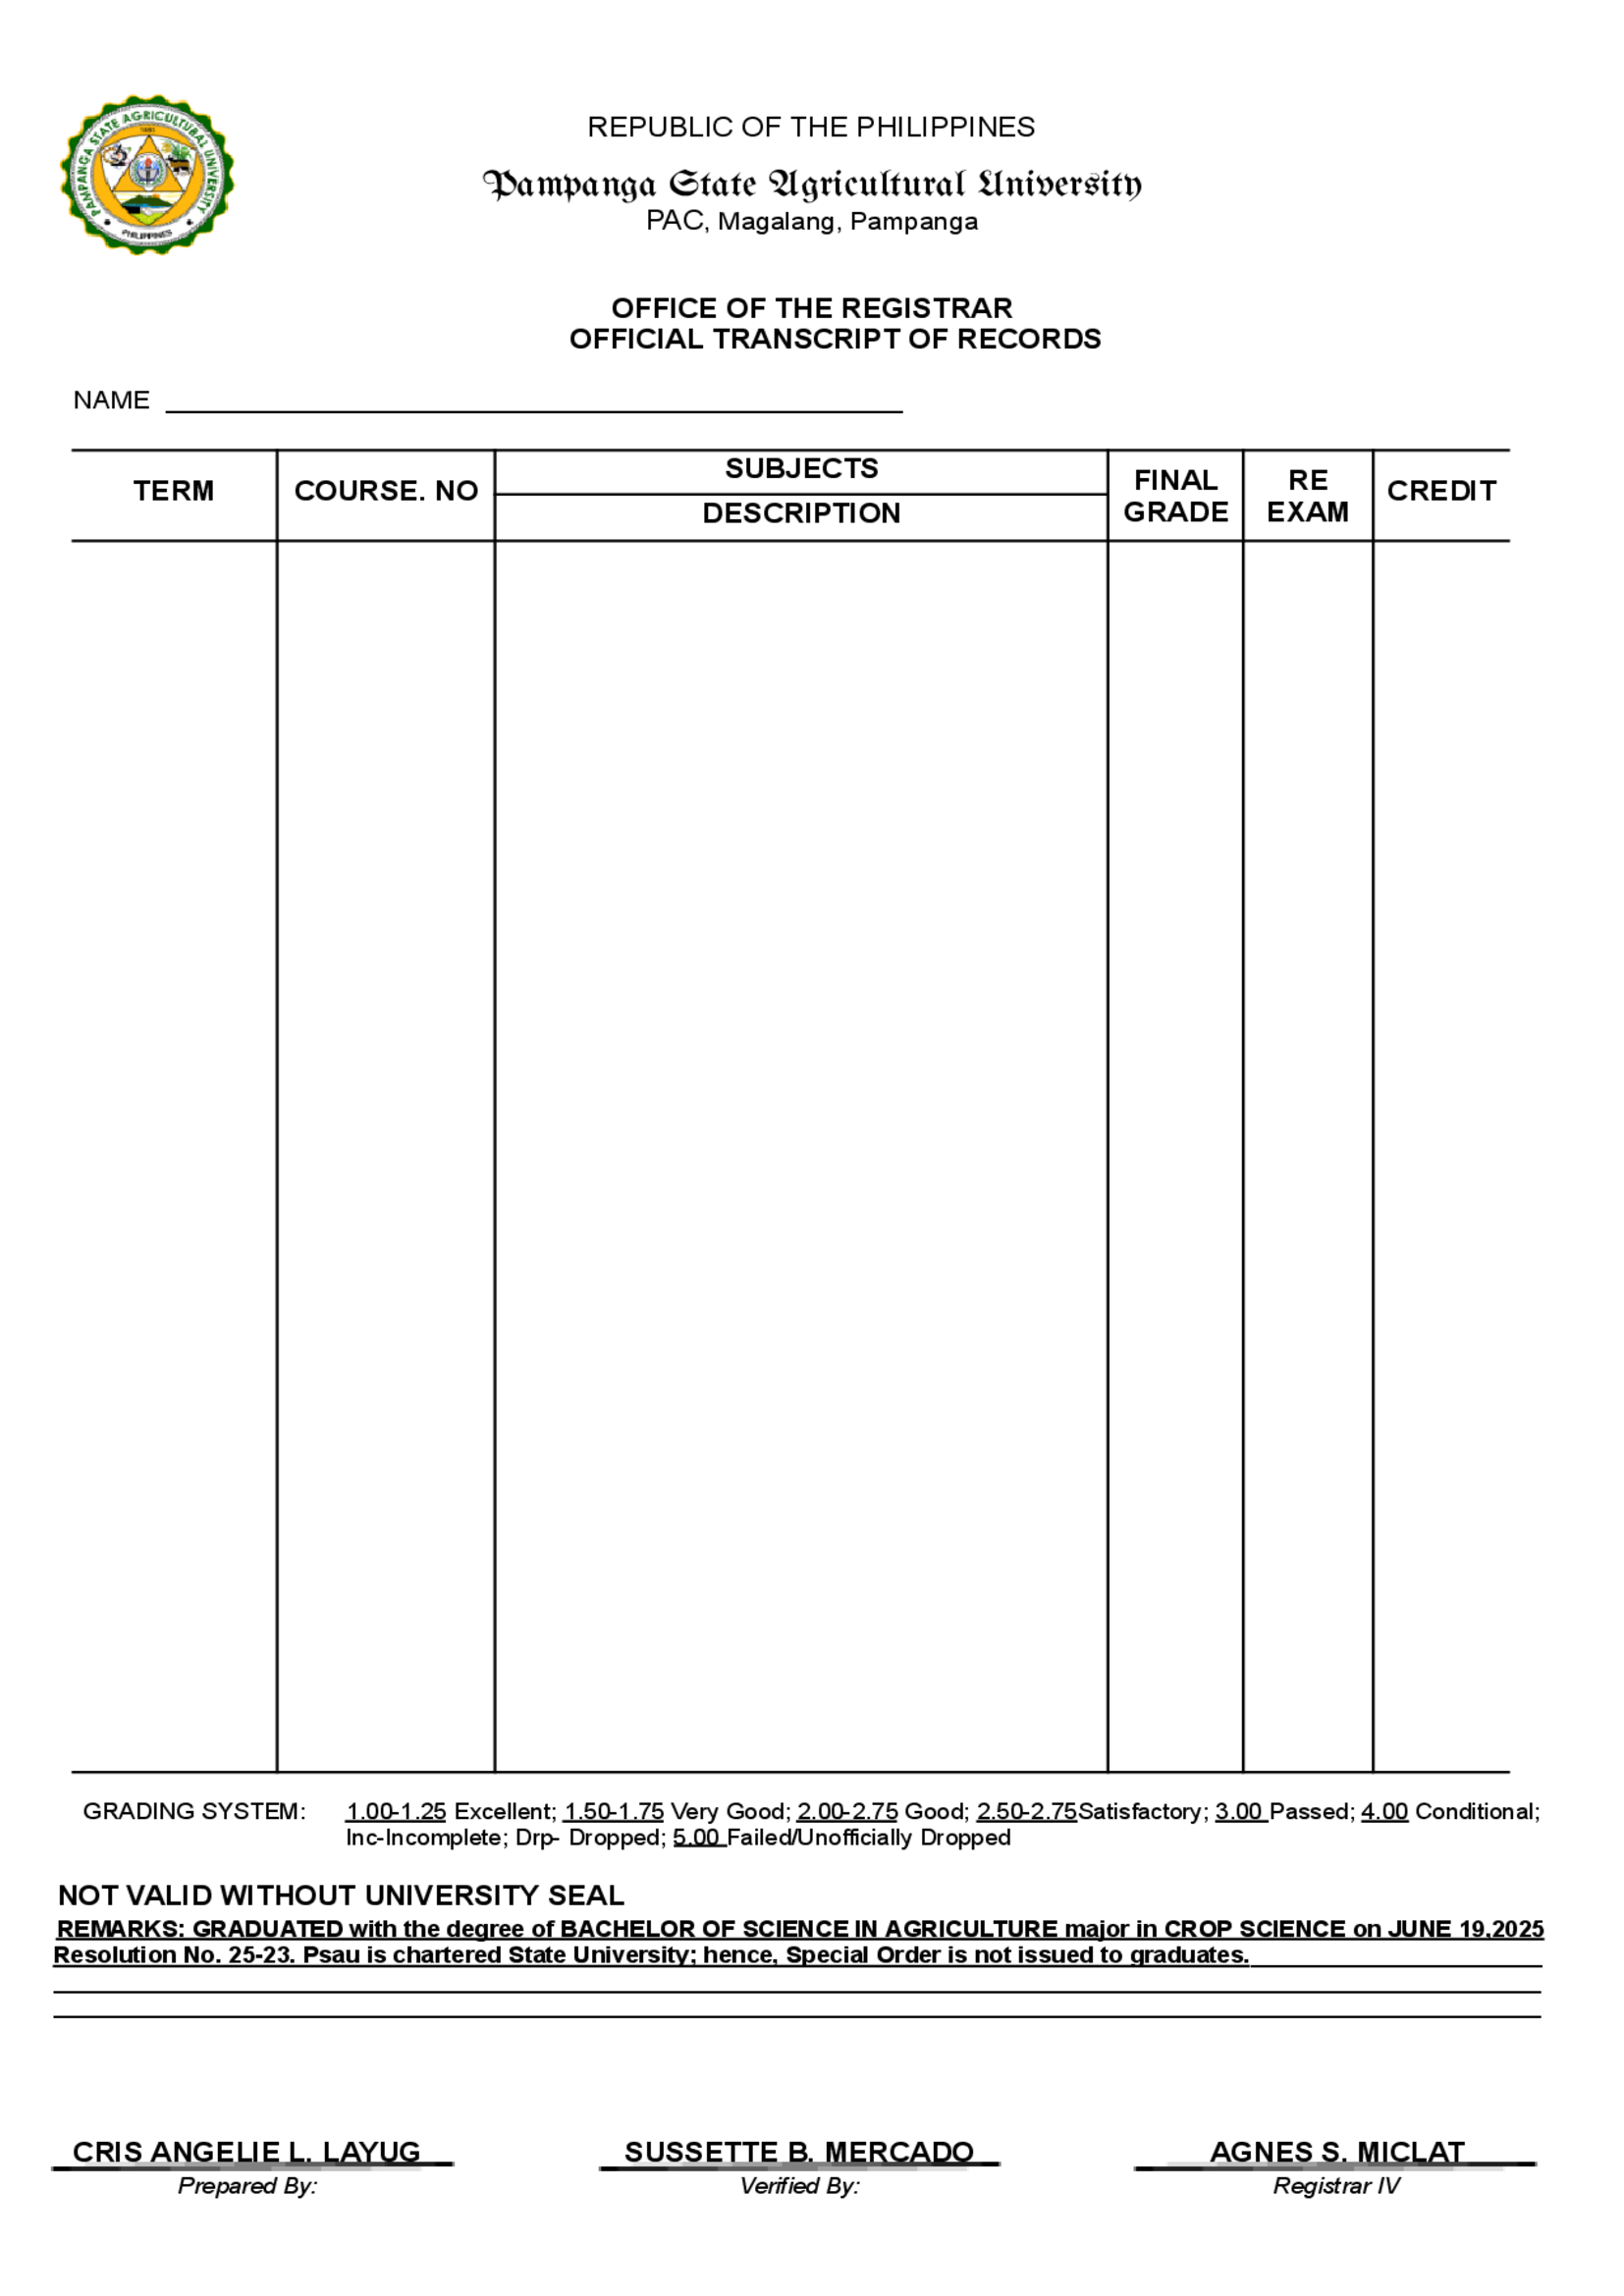 PAMPANGA STATE AGRICULTURAL UNIVERSITY
1885
PHILIPPINES
REPUBLIC OF THE PHILIPPINES
Pampanga State Agricultural University
PAC, Magalang, Pampanga
OFFICE OF THE REGISTRAR
OFFICIAL TRANSCRIPT OF RECORDS
NAME
TERM COURSE. NO SUBJECTS DESCRIPTION FINAL GRADE RE EXAM CREDIT
GRADING SYSTEM: 1.00-1.25 Excellent; 1.50-1.75 Very Good; 2.00-2.75 Good; 2.50-2.75Satisfactory; 3.00 Passed; 4.00 Conditional;
Inc-Incomplete; Drp- Dropped; 5.00 Failed/Unofficially Dropped
NOT VALID WITHOUT UNIVERSITY SEAL
REMARKS: GRADUATED with the degree of BACHELOR OF SCIENCE IN AGRICULTURE major in CROP SCIENCE on JUNE 19,2025
Resolution No. 25-23. Psau is chartered State University; hence, Special Order is not issued to graduates.
CRIS ANGELIE L. LAYUG SUSSETTE B. MERCADO AGNES S. MICLAT
Prepared By: Verified By: Registrar IV